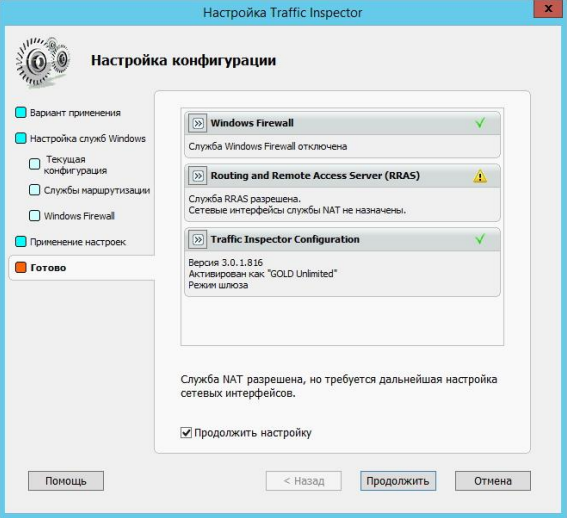 Настройка Traffic Inspector
x
Настройка конфигурации
Вариант применения
Настройка служб Windows
Текущая
конфигурация
Службы маршрутизации
Windows Firewall
Применение настроек
Готово
Windows Firewall
Служба Windows Firewall отключена
Routing and Remote Access Server (RRAS)
Служба RRAS разрешена.
Сетевые интерфейсы службы NAT не назначены.
Traffic Inspector Configuration
Версия 3.0.1.816
Активирован как "GOLD Unlimited"
Режим шлюза
Служба NAT разрешена, но требуется дальнейшая настройка
сетевых интерфейсов.
Продолжить настройку
Помощь
< Назад
Продолжить
Отмена